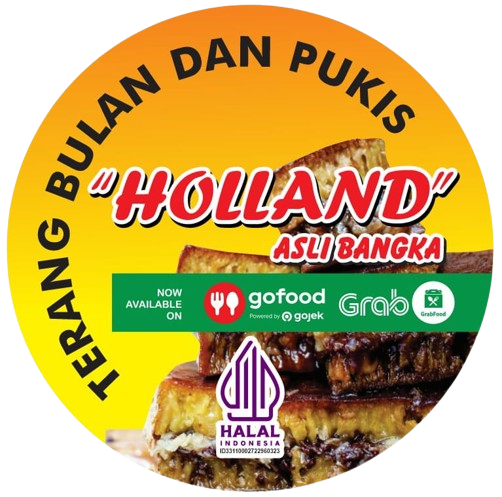 TERANG BULAN DAN PUKIS
"HOLLAND"
ASLI BANGKA
NOW
AVAILABLE
ON
gofood
Powered by gojek
Grab
GrabFood
HALAL
INDONESIA
ID33110002722960323